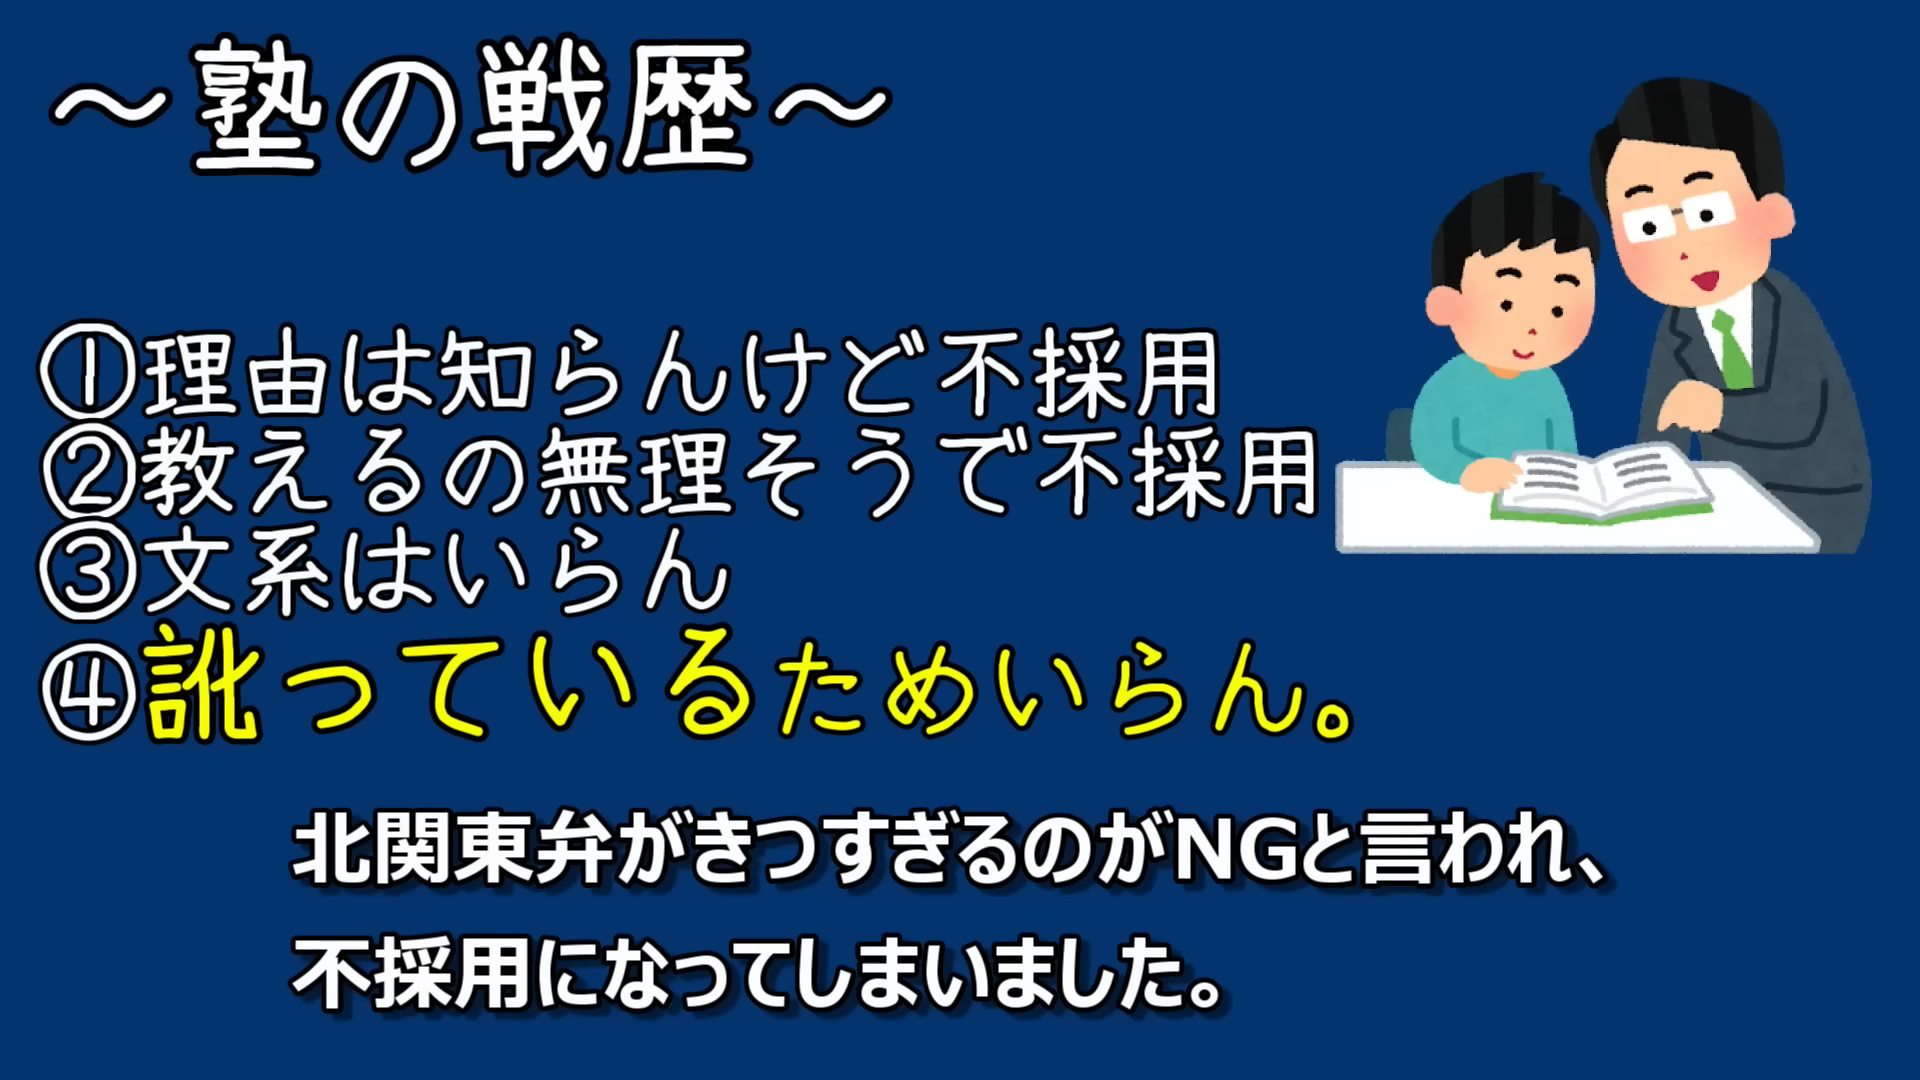 ～塾の戦歴～
①理由は知らんけど不採用
②教えるの無理そうで不採用
③文系はいらん
④訛っているためいらん。
北関東弁がきつすぎるのがNGと言われ、
不採用になってしまいました。